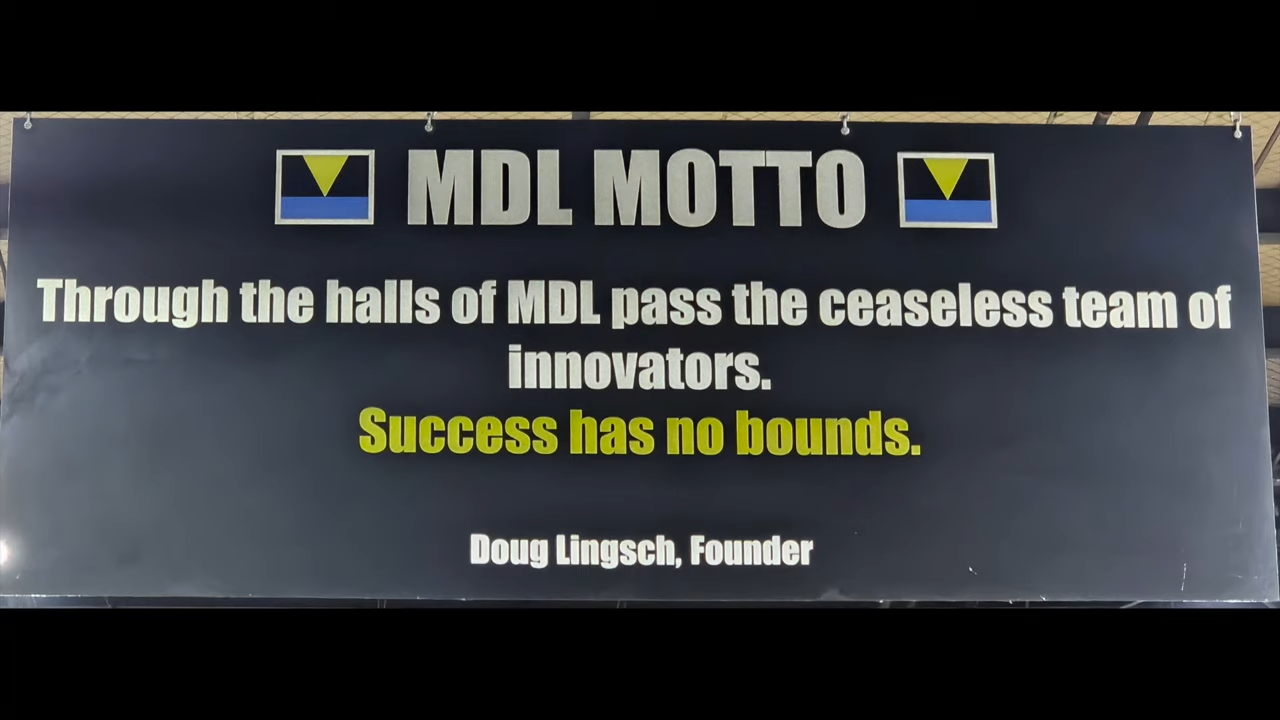 MDL MOTTO
Through the halls of MDL pass the ceaseless team of
innovators.
Success has no bounds.
Doug Lingsch, Founder